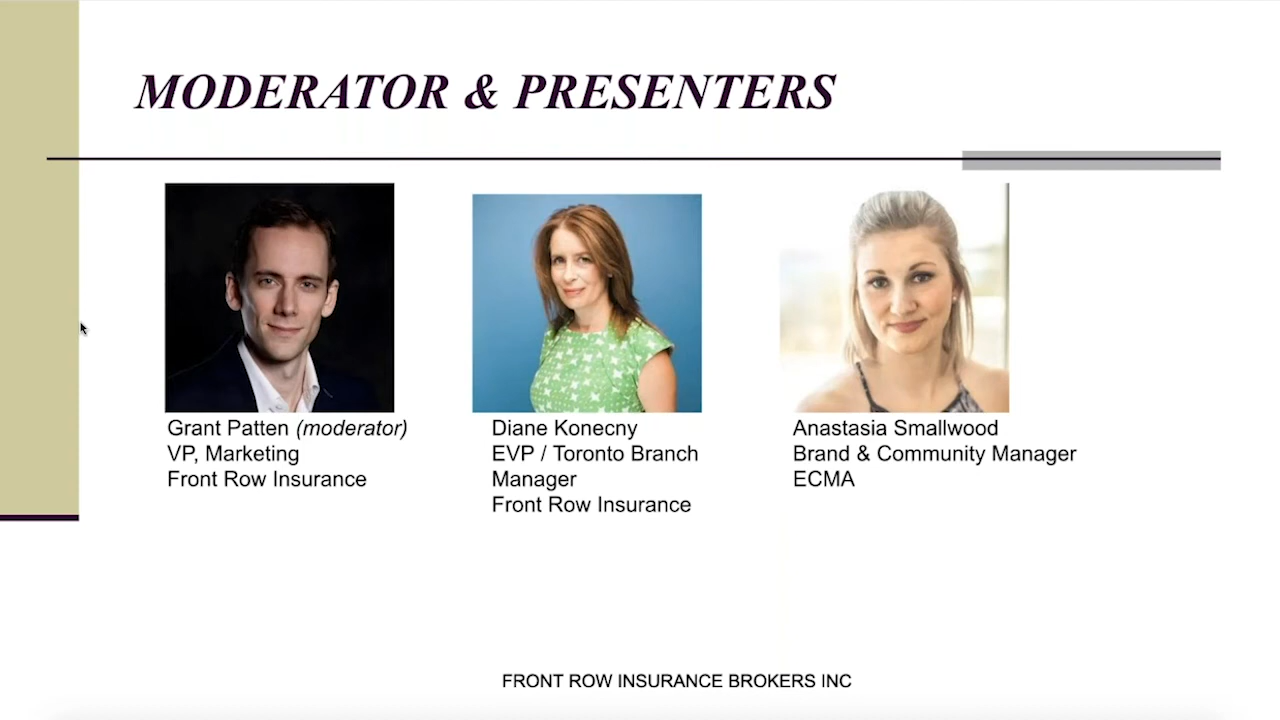 MODERATOR & PRESENTERS
Grant Patten (moderator)
VP, Marketing
Front Row Insurance
Diane Konecny
EVP / Toronto Branch
Manager
Front Row Insurance
Anastasia Smallwood
Brand & Community Manager
ECMA
FRONT ROW INSURANCE BROKERS INC